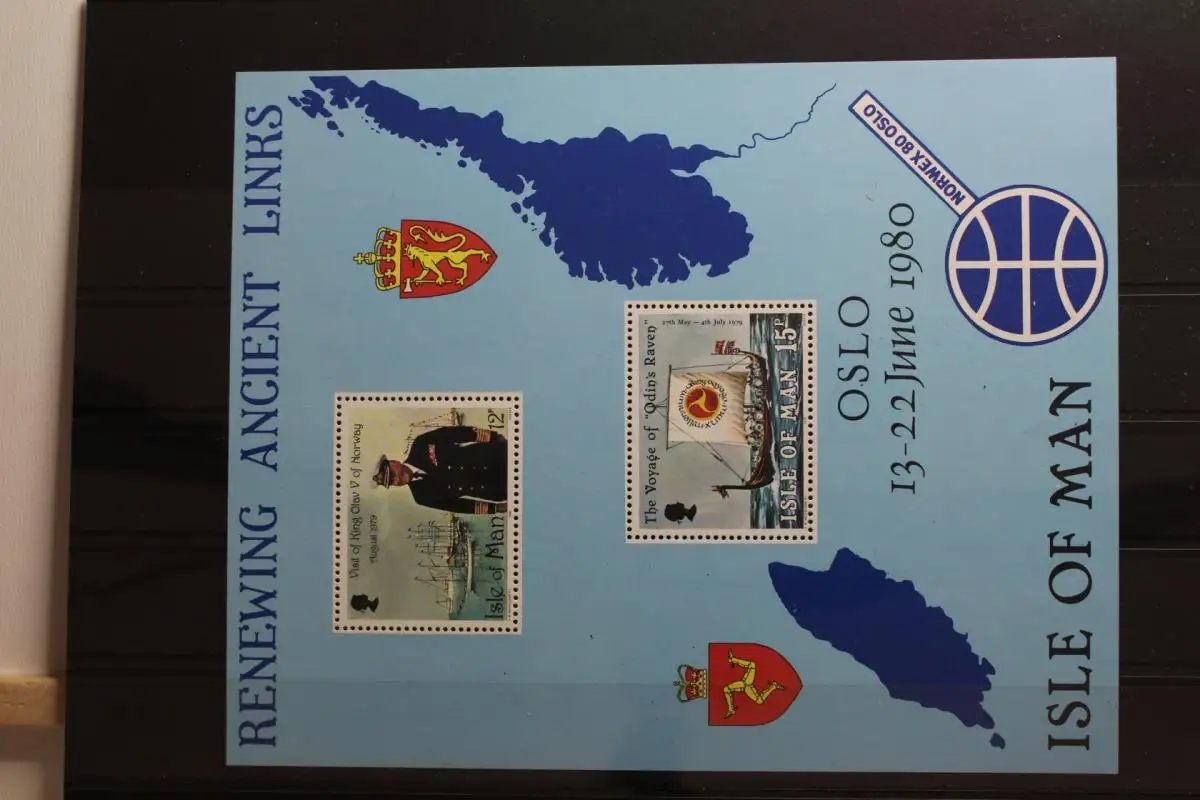 RENEWING ANCIENT LINKS
NORWEX 80 OSLO
Visit of King Olav V of Norway
August 1979
12P
Isle of Man
The Voyage of "Odin's Raven"
27th May – 4th July 1979
ISLE OF MAN 15P
OSLO
13-22 June 1980
ISLE OF MAN